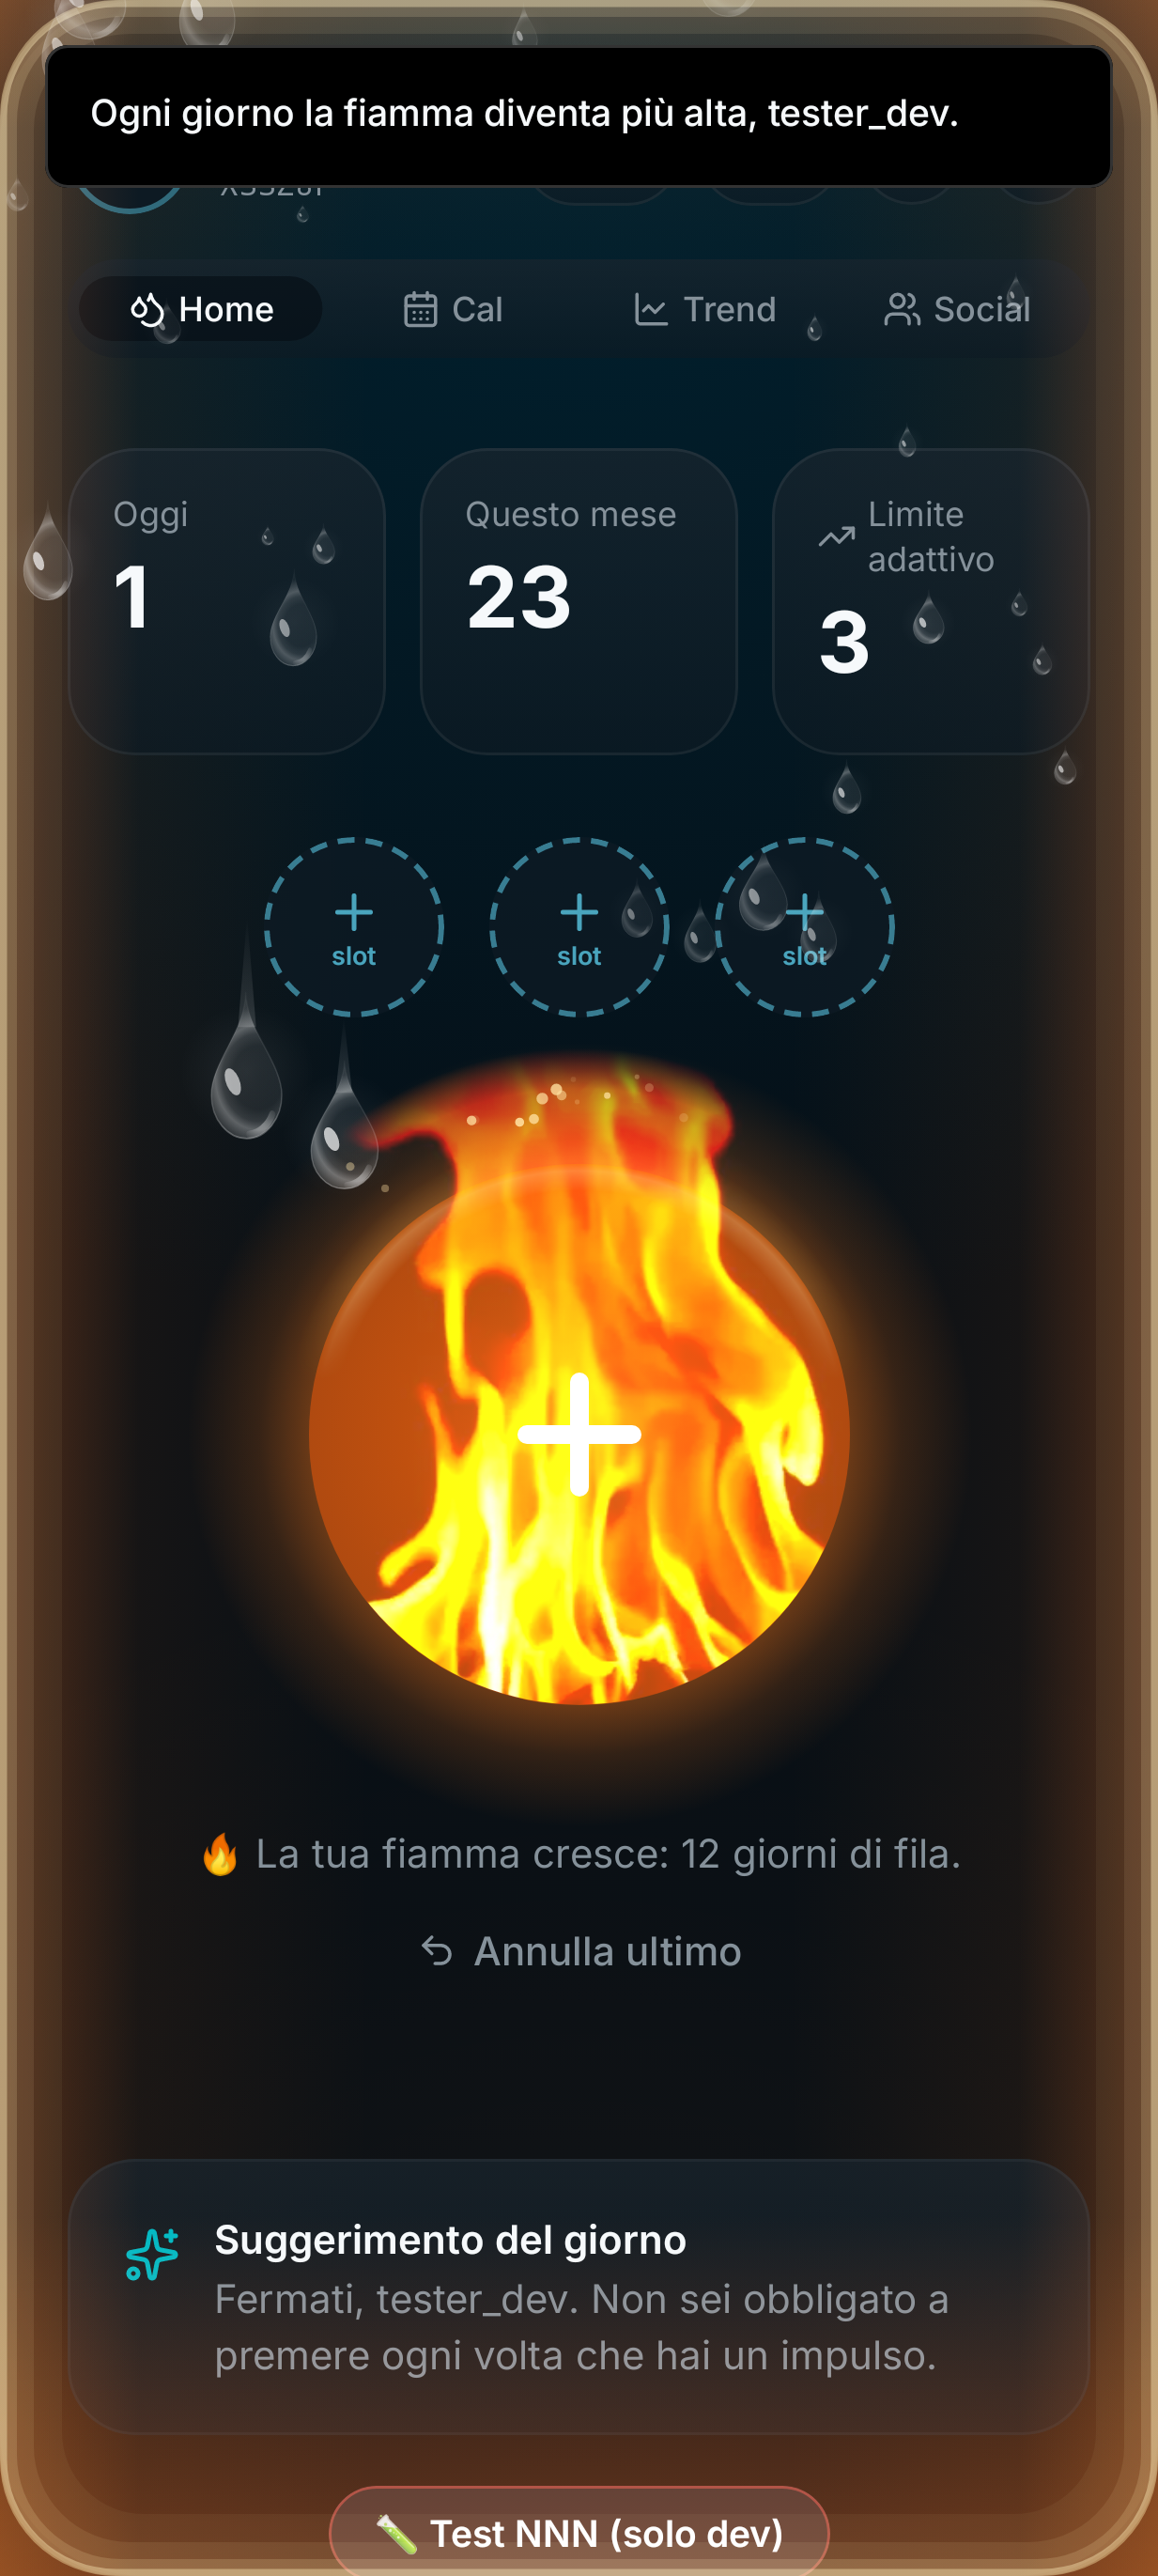 Ogni giorno la fiamma diventa più alta, tester_dev.
Home
Cal
Trend
Social
Oggi
1
Questo mese
23
Limite
adattivo
3
slot
slot
slot
🔥 La tua fiamma cresce: 12 giorni di fila.
Annulla ultimo
Suggerimento del giorno
Fermati, tester_dev. Non sei obbligato a
premere ogni volta che hai un impulso.
🧪 Test NNN (solo dev)